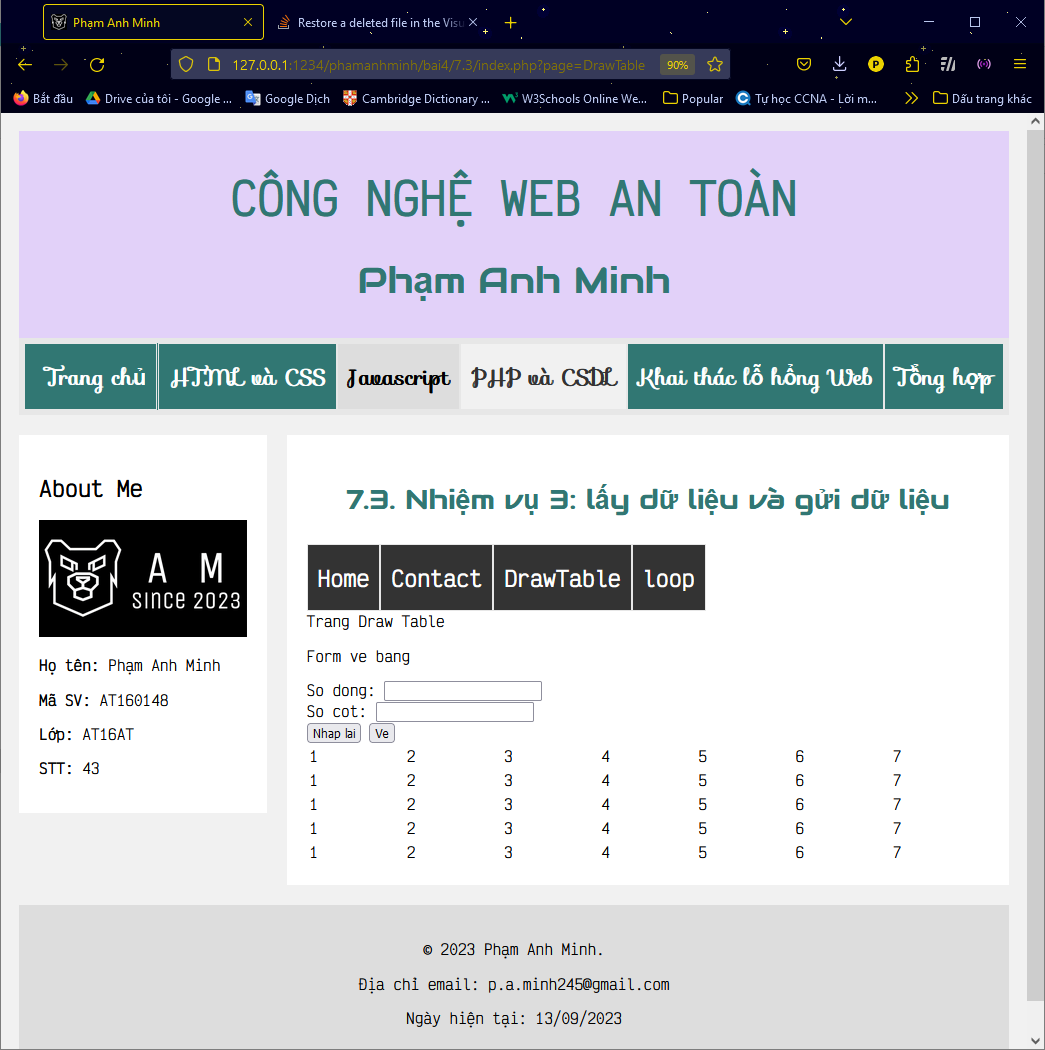 Phạm Anh Minh
Restore a deleted file in the Visu
127.0.0.1:1234/phamanhminh/bai4/7.3/index.php?page=DrawTable 90%
Bắt đầu Drive của tôi - Google ... Google Dịch Cambridge Dictionary ... W3Schools Online We... Popular Tự học CCNA - Lời m... Dấu trang khác
CÔNG NGHỆ WEB AN TOÀN
Phạm Anh Minh
Trang chủ HTML và CSS Javascript PHP và CSDL Khai thác lỗ hổng Web Tổng hợp
About Me
A M
since 2023
Họ tên: Phạm Anh Minh
Mã SV: AT160148
Lớp: AT16AT
STT: 43
7.3. Nhiệm vụ 3: lấy dữ liệu và gửi dữ liệu
Home Contact DrawTable loop
Trang Draw Table
Form ve bang
So dong:
So cot:
Nhap lai Ve
1 2 3 4 5 6 7
1 2 3 4 5 6 7
1 2 3 4 5 6 7
1 2 3 4 5 6 7
1 2 3 4 5 6 7
© 2023 Phạm Anh Minh.
Địa chỉ email: p.a.minh245@gmail.com
Ngày hiện tại: 13/09/2023